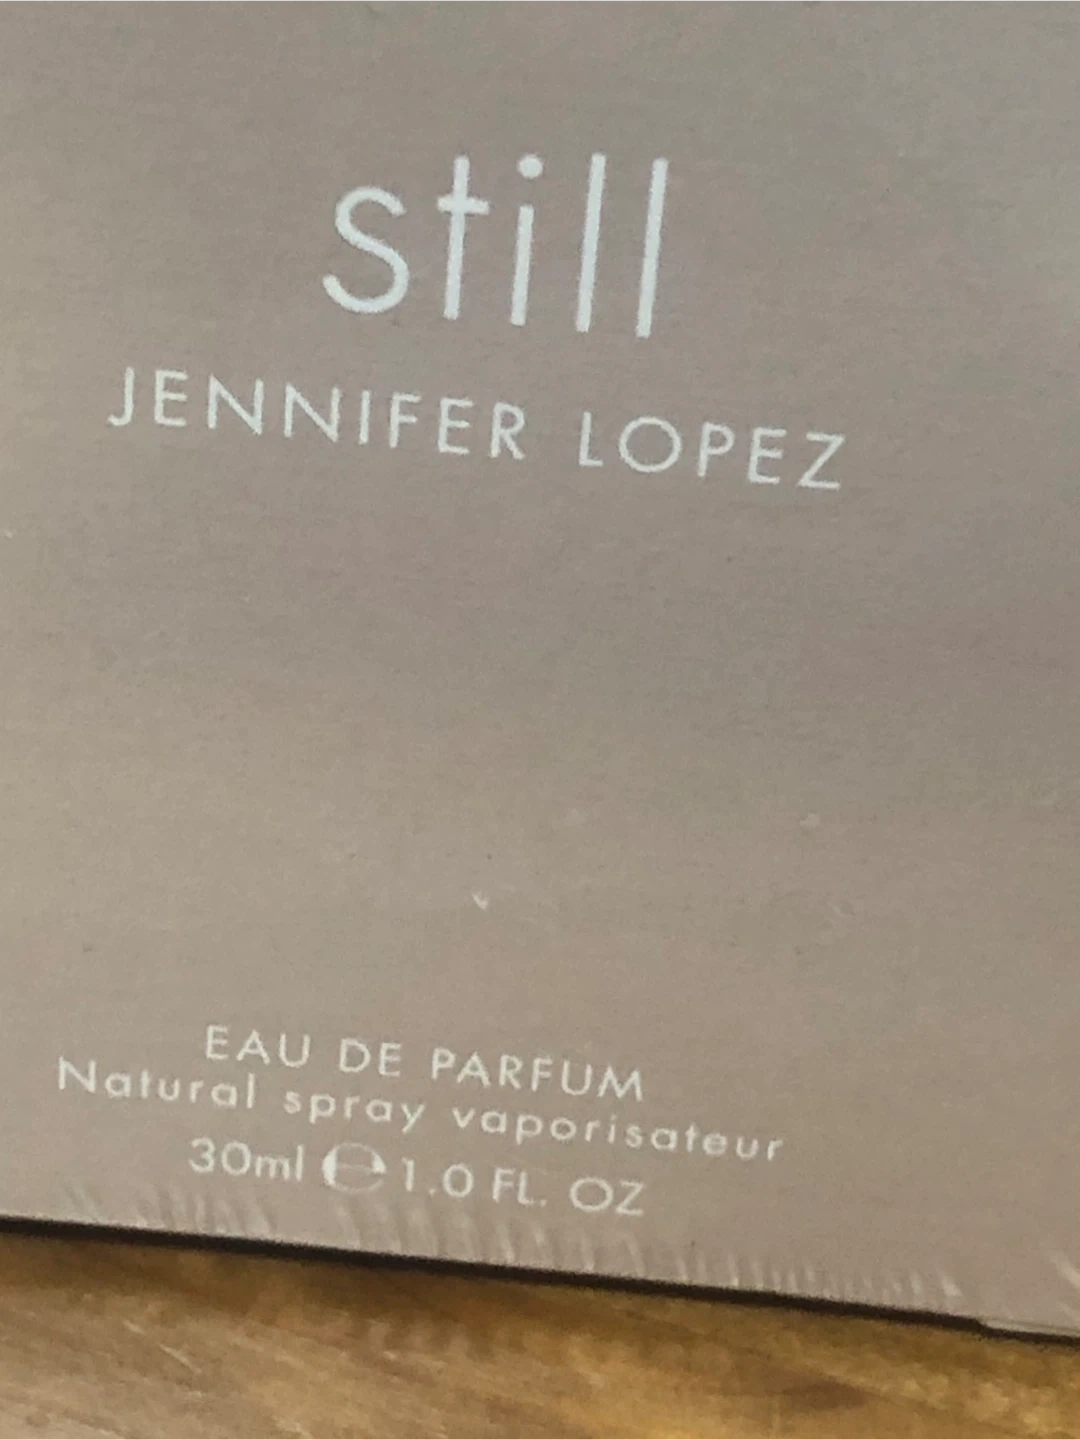 still
JENNIFER LOPEZ
EAU DE PARFUM
Natural spray vaporisateur
30ml ℮ 1.0 FL. OZ